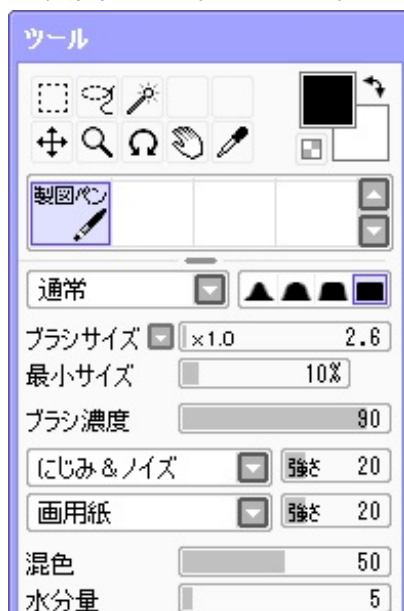 ツール
製図ペン
通常
ブラシサイズ ×1.0 2.6
最小サイズ 10%
ブラシ濃度 90
にじみ&ノイズ 強さ 20
画用紙 強さ 20
混色 50
水分量 5